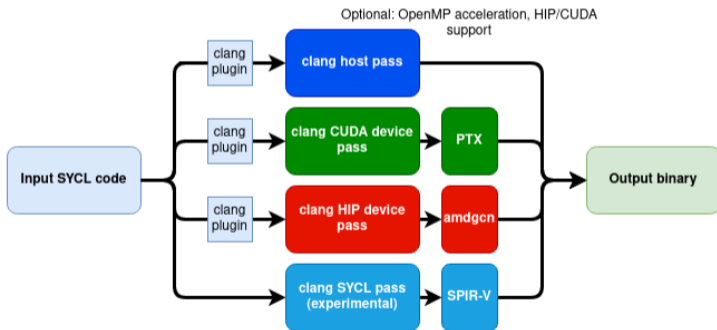 Optional: OpenMP acceleration, HIP/CUDA
support
clang
plugin
clang host pass
clang
plugin
clang CUDA device
pass
PTX
Input SYCL code
Output binary
clang
plugin
clang HIP device
pass
amdgcn
clang SYCL pass
(experimental)
SPIR-V